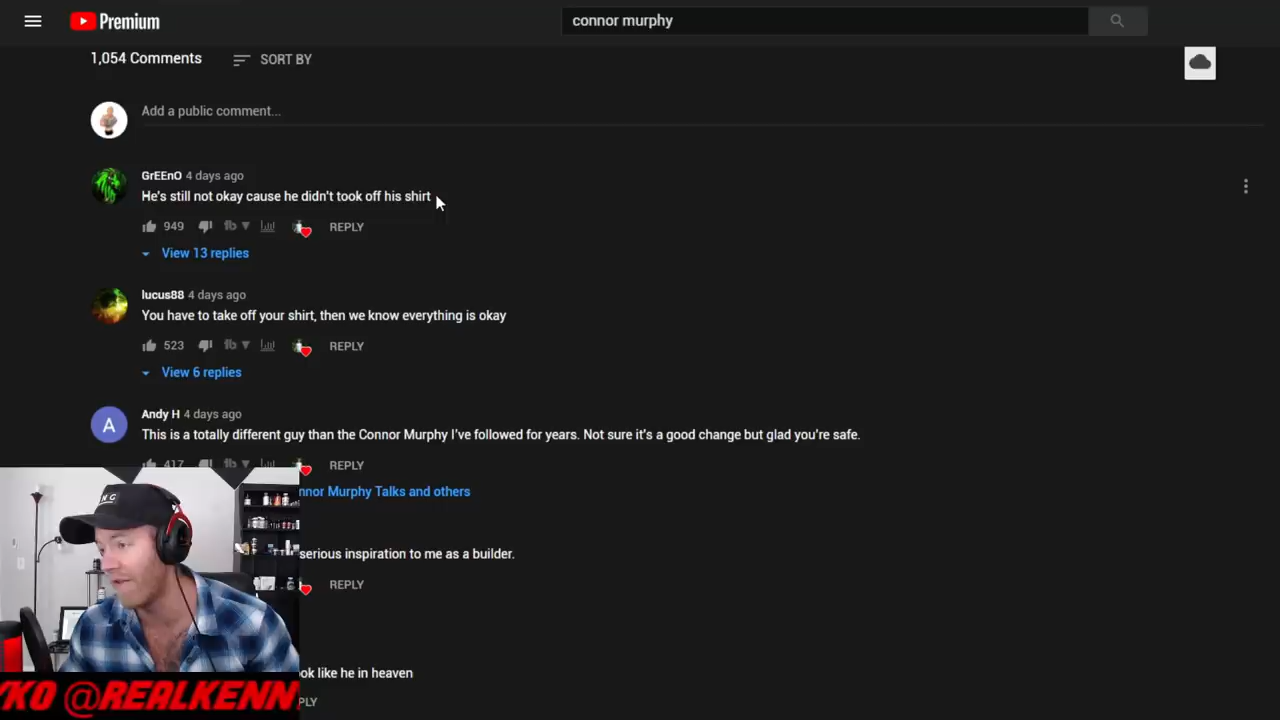 Premium
connor murphy
1,054 Comments
SORT BY
Add a public comment...
GrEEnO 4 days ago
He's still not okay cause he didn't took off his shirt
949
REPLY
View 13 replies
lucus88 4 days ago
You have to take off your shirt, then we know everything is okay
523
REPLY
View 6 replies
A
Andy H 4 days ago
This is a totally different guy than the Connor Murphy I've followed for years. Not sure it's a good change but glad you're safe.
417
REPLY
Murphy Talks and others
serious inspiration to me as a builder.
REPLY
like he in heaven
@REALKENN